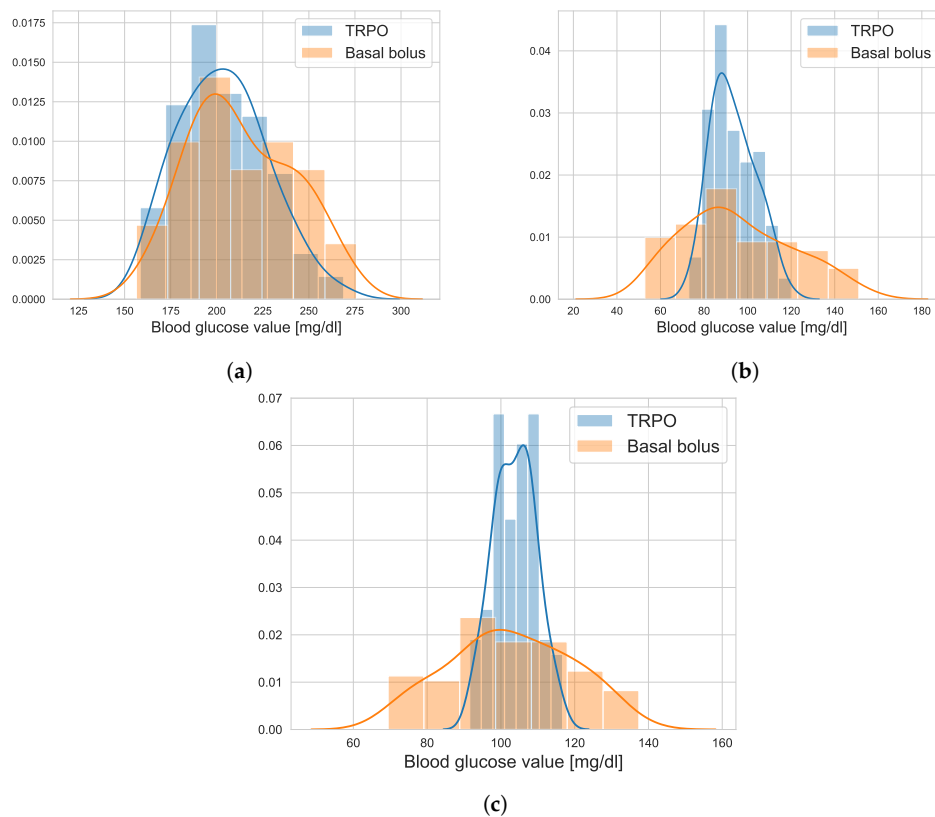 0.0175
0.0150
0.0125
0.0100
0.0075
0.0050
0.0025
0.0000
TRPO
Basal bolus
125 150 175 200 225 250 275 300
Blood glucose value [mg/dl]
(a)
0.04
0.03
0.02
0.01
0.00
TRPO
Basal bolus
20 40 60 80 100 120 140 160 180
Blood glucose value [mg/dl]
(b)
0.07
0.06
0.05
0.04
0.03
0.02
0.01
0.00
TRPO
Basal bolus
60 80 100 120 140 160
Blood glucose value [mg/dl]
(c)